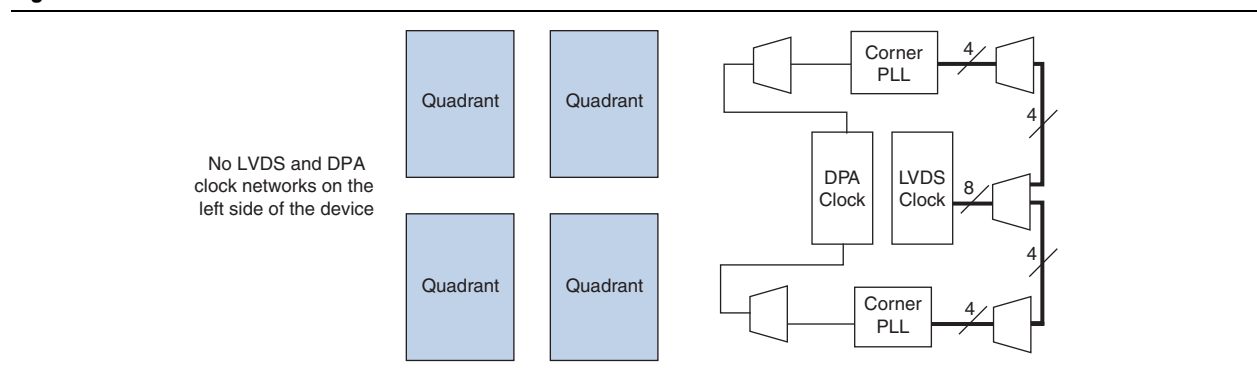 Quadrant
Quadrant
No LVDS and DPA
clock networks on the
left side of the device
Quadrant
Quadrant
Corner
PLL
4
4
DPA
Clock
LVDS
Clock
8
4
Corner
PLL
4